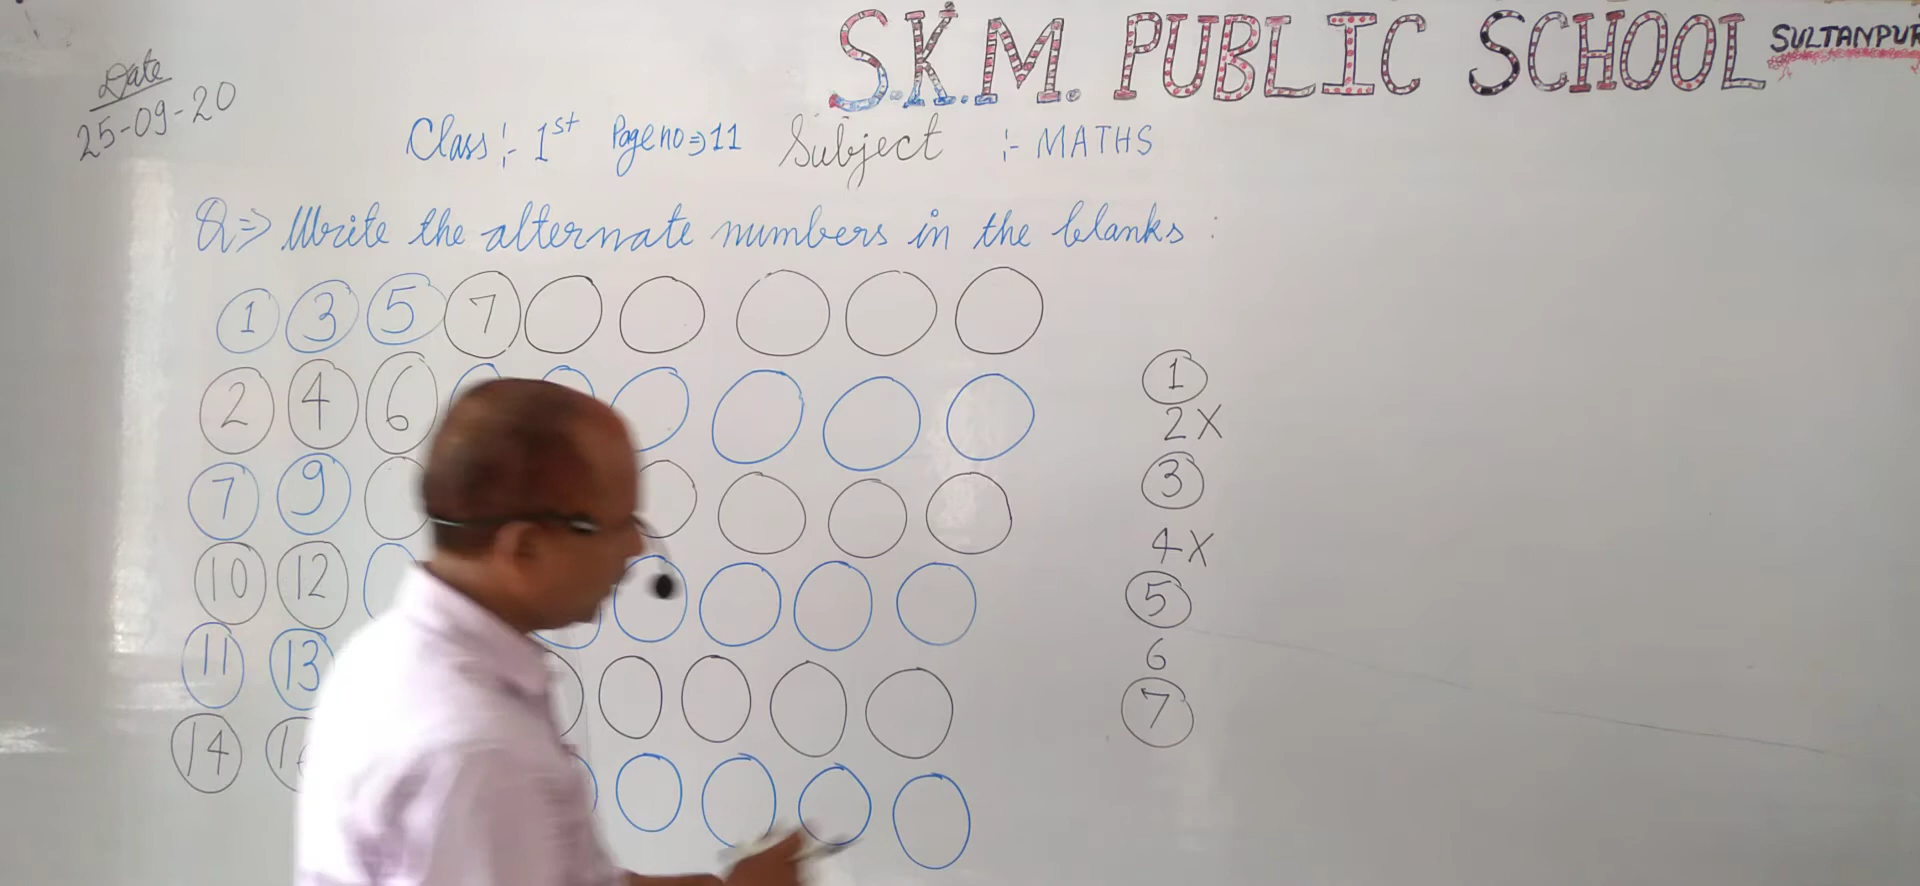 S.K.M. PUBLIC SCHOOL SULTANPUR
Date
25-09-20
Class :- 1st Page no⇒11 Subject :- MATHS
Q⇒ Write the alternate numbers in the blanks :
1 3 5 7
2 4 6
7 9
10 12
11 13
14
1
2 X
3
4 X
5
6
7